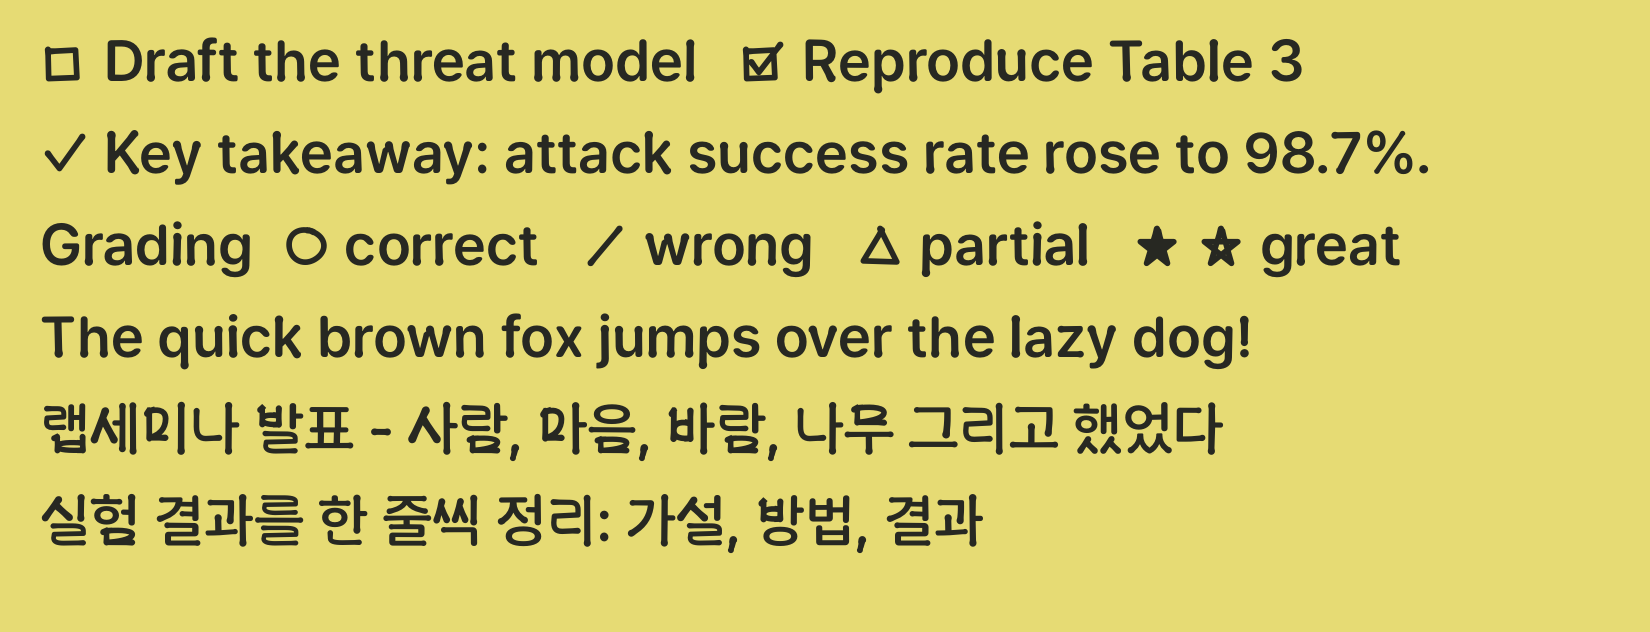 ☐ Draft the threat model ☑ Reproduce Table 3
✓ Key takeaway: attack success rate rose to 98.7%.
Grading ○ correct ／ wrong △ partial ★ ✯ great
The quick brown fox jumps over the lazy dog!
랩세미나 발표 - 사람, 마음, 바람, 나무 그리고 했었다
실험 결과를 한 줄씩 정리: 가설, 방법, 결과